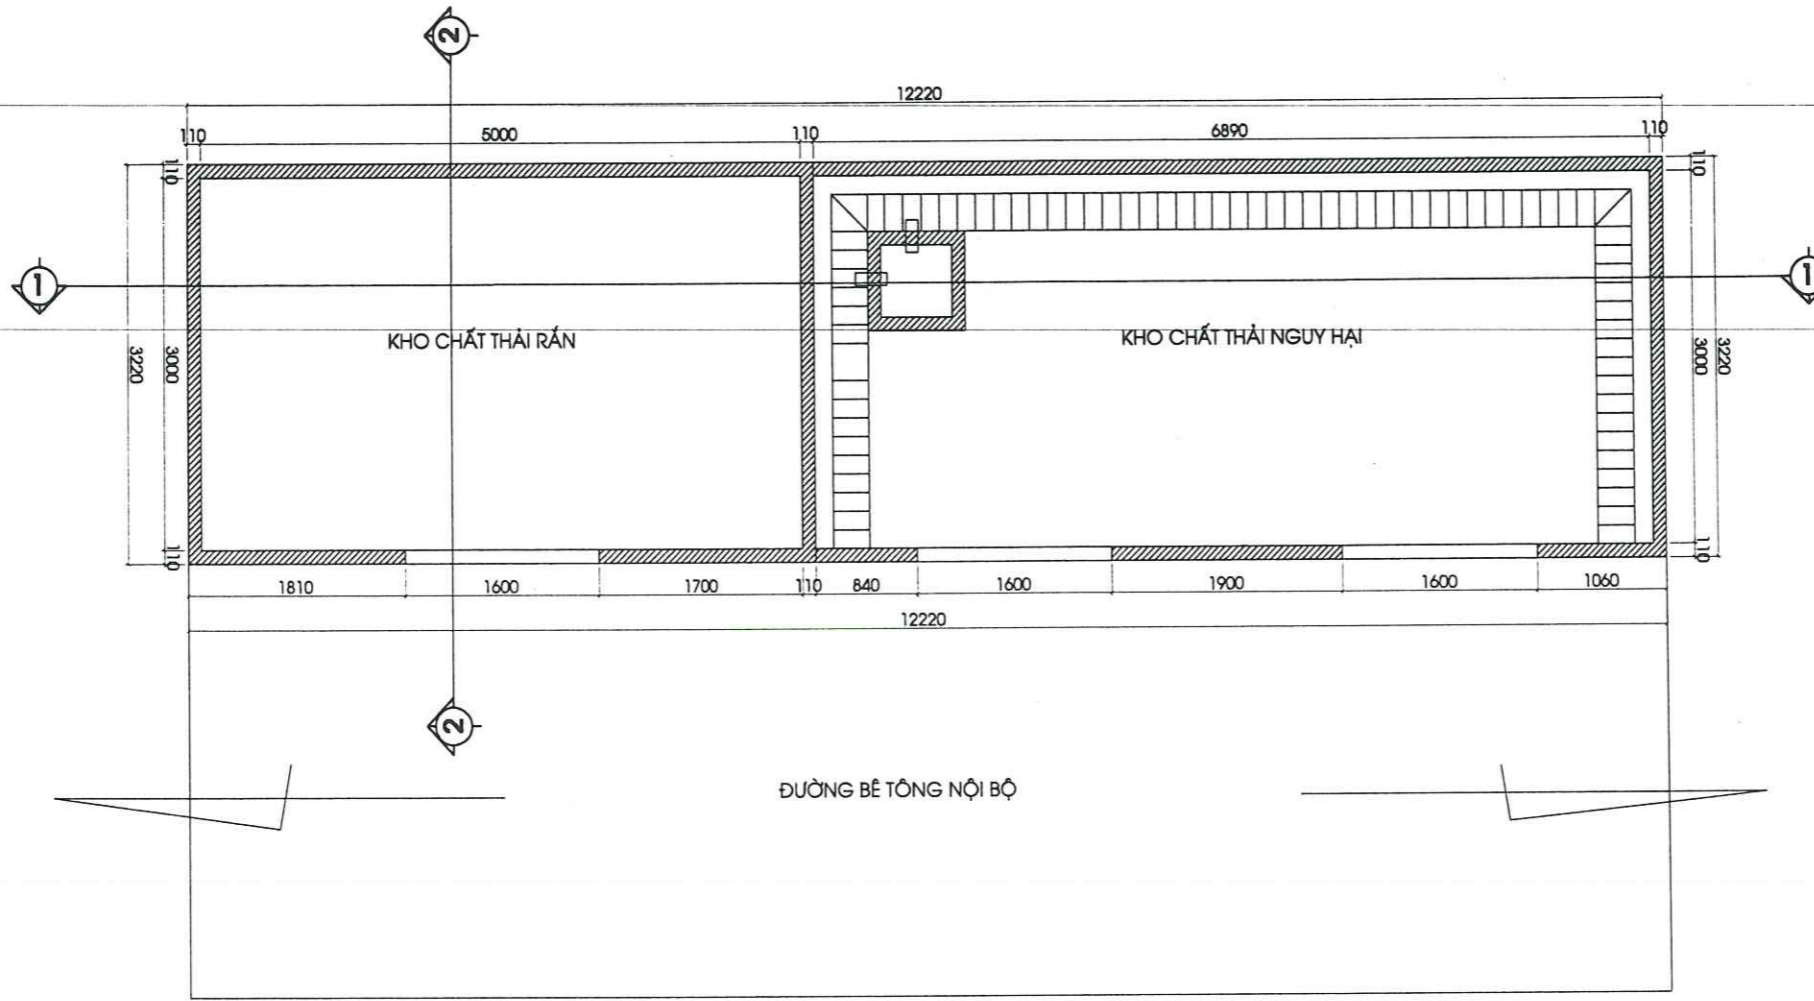 2
12220
110 5000 110 6890 110
110
110
1
1
KHO CHẤT THẢI RẮN
KHO CHẤT THẢI NGUY HẠI
3220
3000
3000
3220
110
110
1810 1600 1700 110 840 1600 1900 1600 1060
12220
2
ĐƯỜNG BÊ TÔNG NỘI BỘ